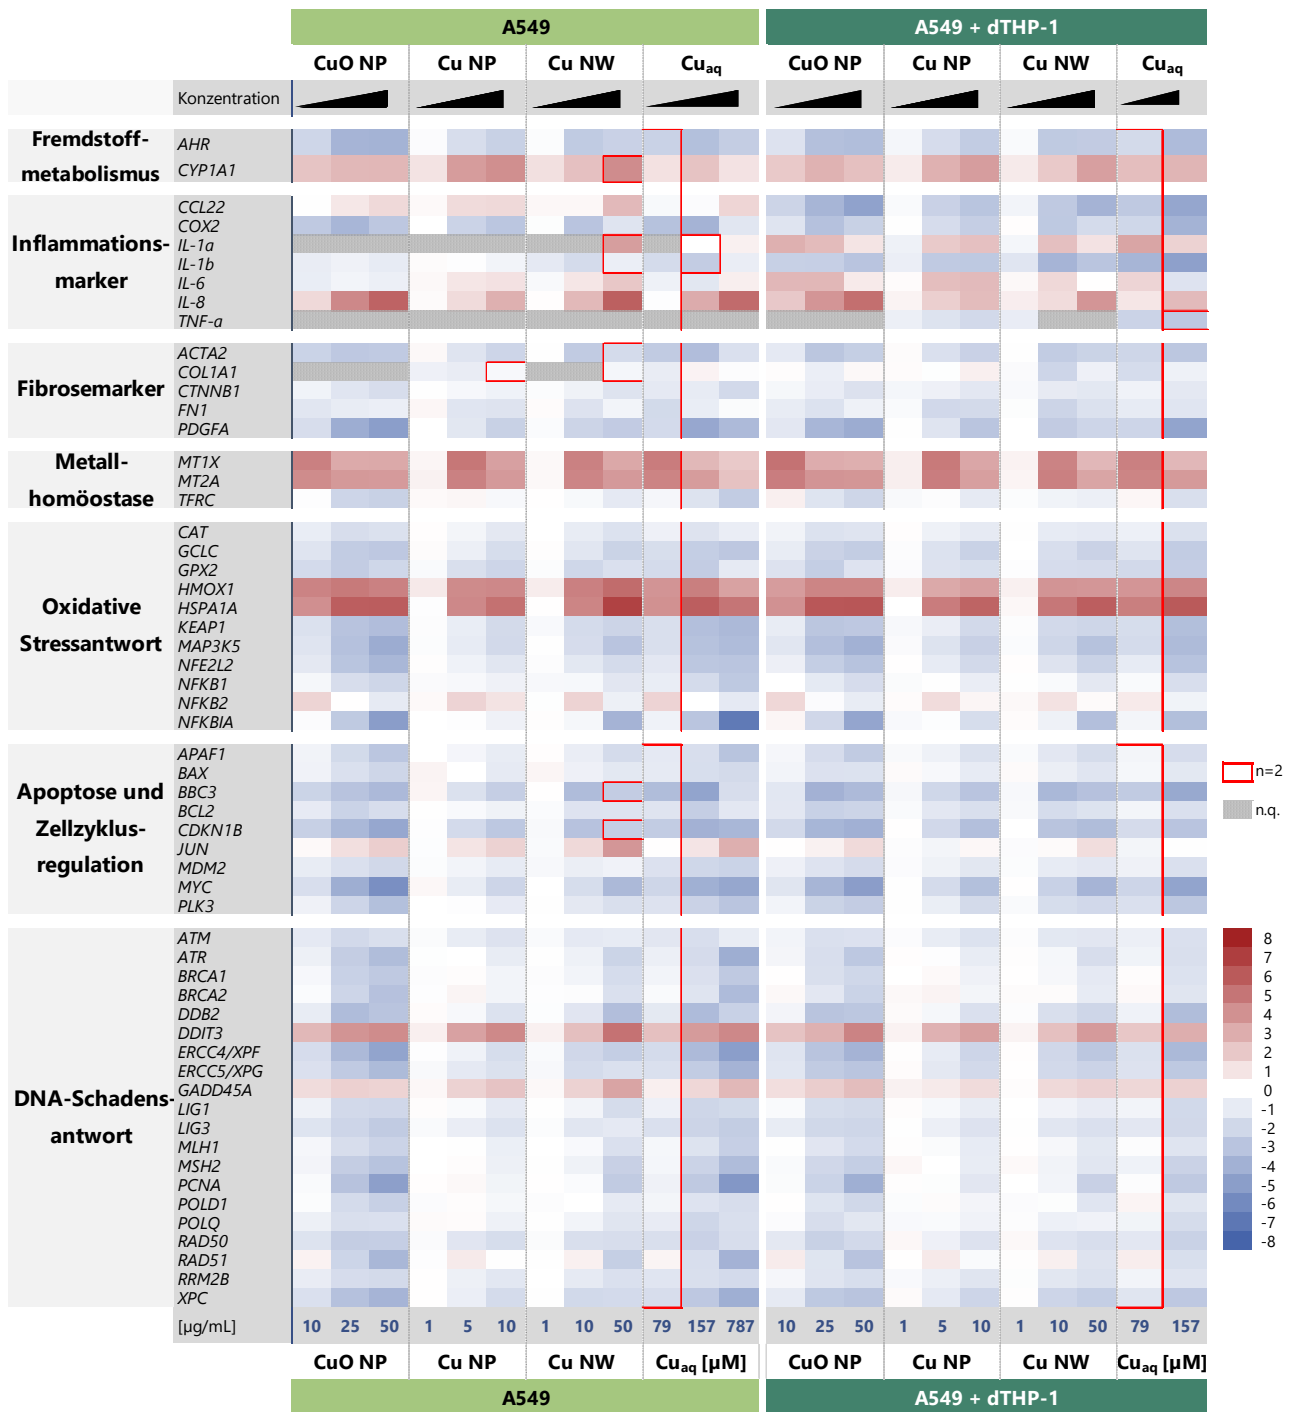 A549 A549 + dTHP-1
CuO NP Cu NP Cu NW Cuaq CuO NP Cu NP Cu NW Cuaq
Konzentration
Fremdstoff-
metabolismus
AHR
CYP1A1
Inflammations-
marker
CCL22
COX2
IL-1a
IL-1b
IL-6
IL-8
TNF-a
Fibrosemarker
ACTA2
COL1A1
CTNNB1
FN1
PDGFA
Metall-
homöostase
MT1X
MT2A
TFRC
Oxidative
Stressantwort
CAT
GCLC
GPX2
HMOX1
HSPA1A
KEAP1
MAP3K5
NFE2L2
NFKB1
NFKB2
NFKBIA
Apoptose und
Zellzyklus-
regulation
APAF1
BAX
BBC3
BCL2
CDKN1B
JUN
MDM2
MYC
PLK3
n=2
n.q.
DNA-Schadens-
antwort
ATM
ATR
BRCA1
BRCA2
DDB2
DDIT3
ERCC4/XPF
ERCC5/XPG
GADD45A
LIG1
LIG3
MLH1
MSH2
PCNA
POLD1
POLQ
RAD50
RAD51
RRM2B
XPC
8
7
6
5
4
3
2
1
0
-1
-2
-3
-4
-5
-6
-7
-8
[µg/mL] 10 25 50 1 5 10 1 10 50 79 157 787 10 25 50 1 5 10 1 10 50 79 157
CuO NP Cu NP Cu NW Cuaq [µM] CuO NP Cu NP Cu NW Cuaq [µM]
A549 A549 + dTHP-1